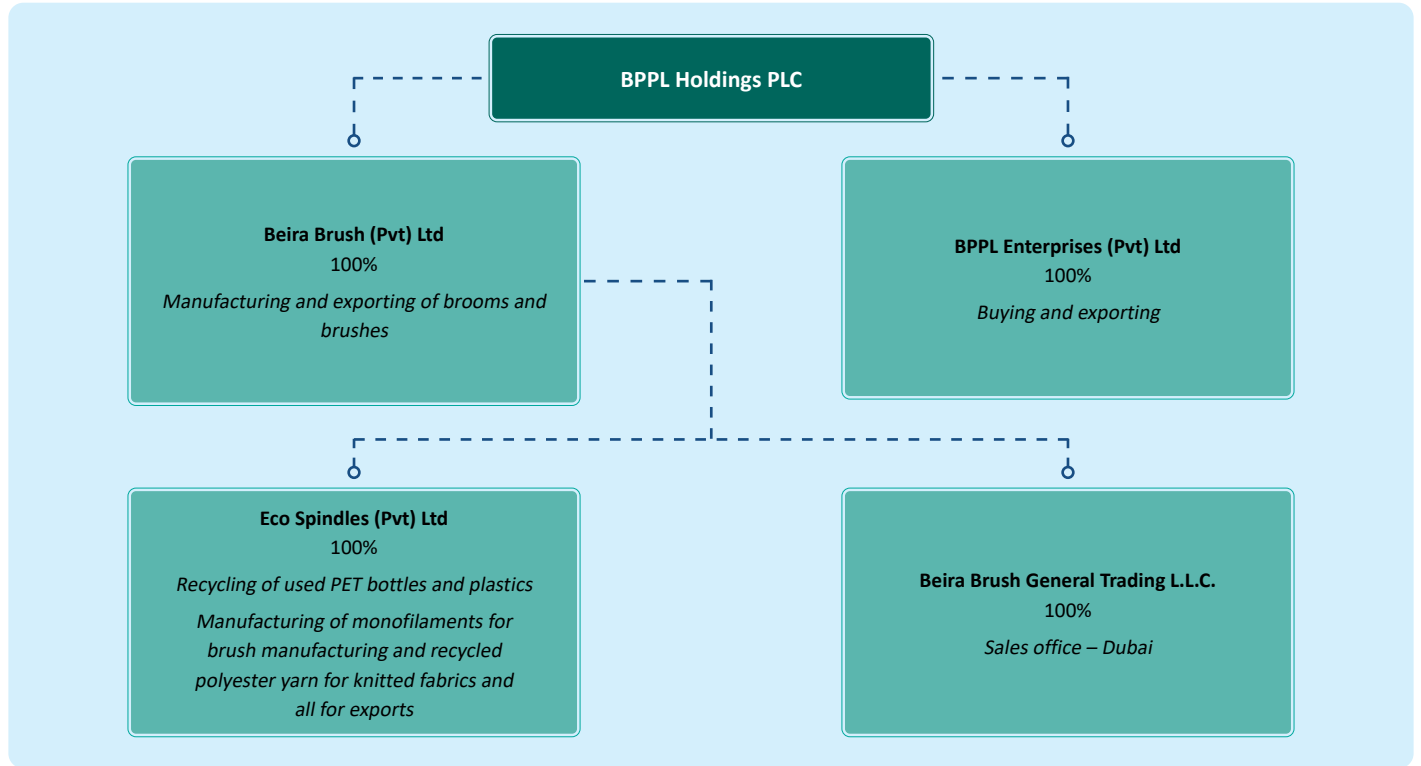 BPPL Holdings PLC
Beira Brush (Pvt) Ltd
100%
Manufacturing and exporting of brooms and
brushes
BPPL Enterprises (Pvt) Ltd
100%
Buying and exporting
Eco Spindles (Pvt) Ltd
100%
Recycling of used PET bottles and plastics
Manufacturing of monofilaments for
brush manufacturing and recycled
polyester yarn for knitted fabrics and
all for exports
Beira Brush General Trading L.L.C.
100%
Sales office – Dubai